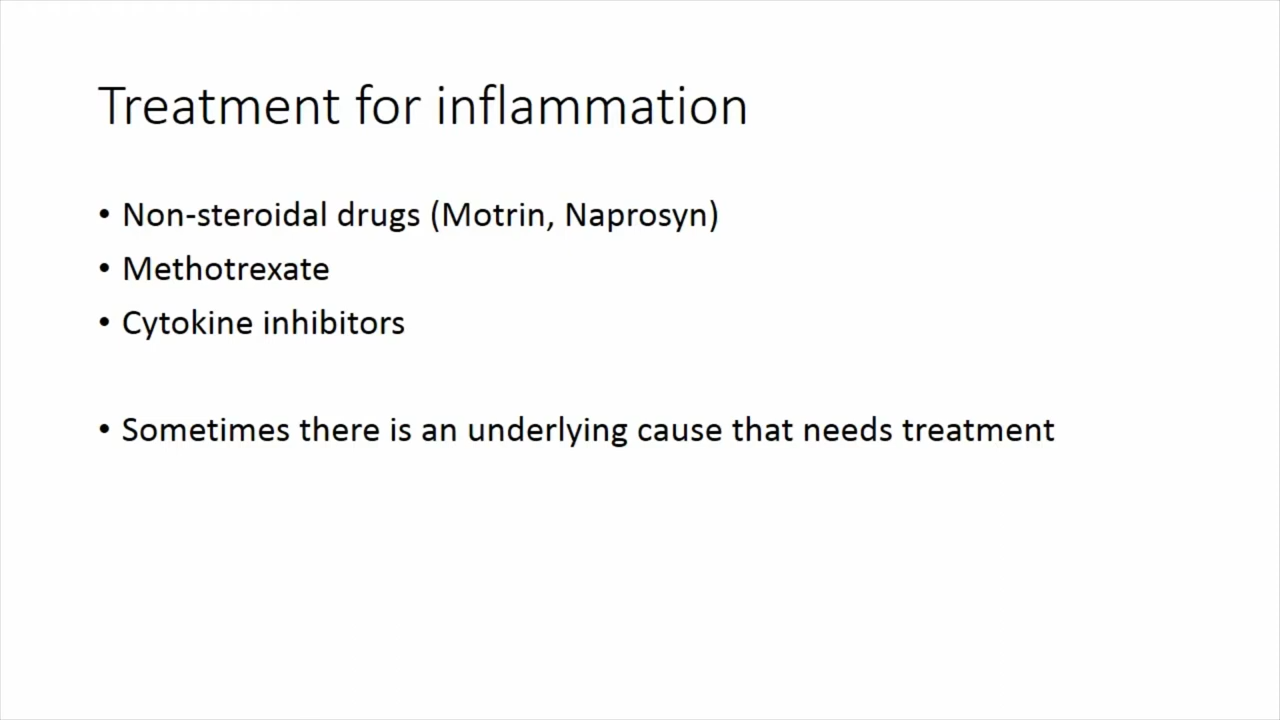 Treatment for inflammation
• Non-steroidal drugs (Motrin, Naprosyn)
• Methotrexate
• Cytokine inhibitors
• Sometimes there is an underlying cause that needs treatment